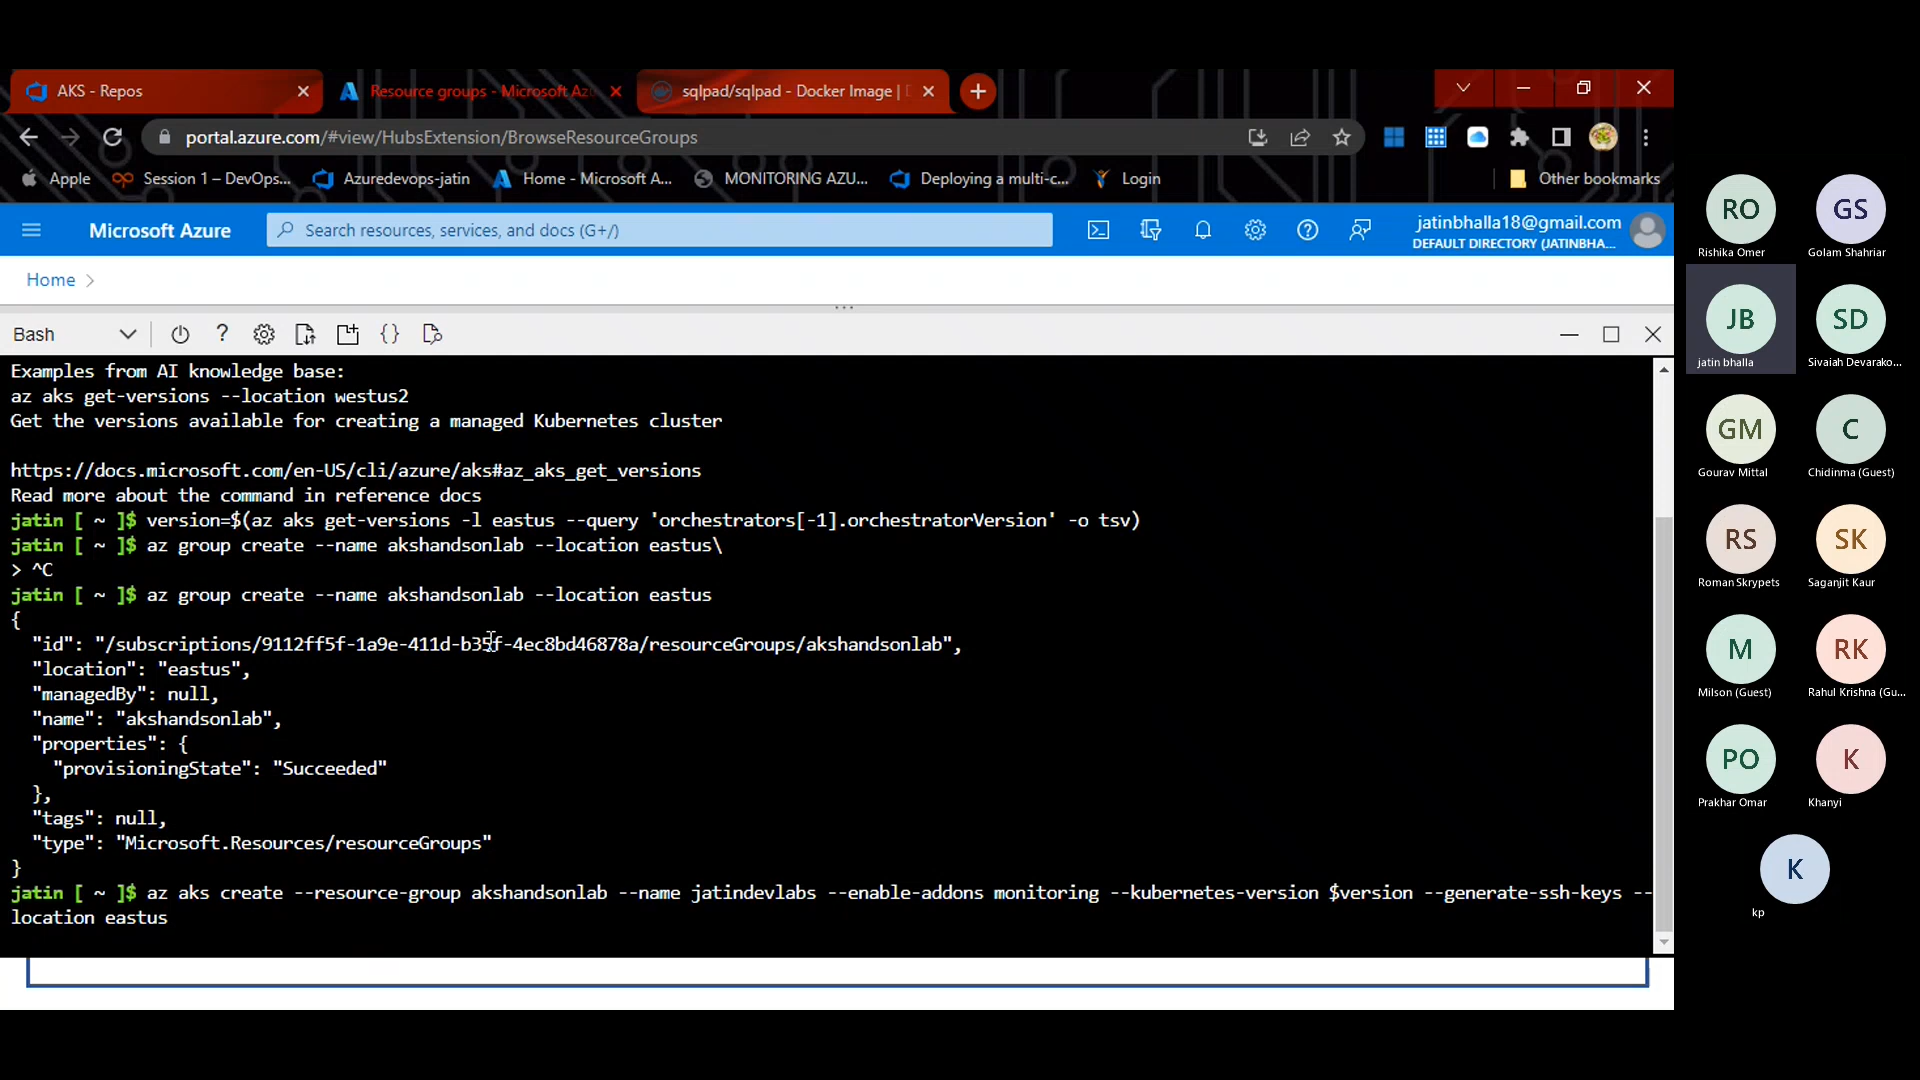 AKS - Repos
Resource groups - Microsoft Az
sqlpad/sqlpad - Docker Image |
portal.azure.com/#view/HubsExtension/BrowseResourceGroups
Apple
Session 1 – DevOps...
Azuredevops-jatin
Home - Microsoft A...
MONITORING AZU...
Deploying a multi-c...
Login
Other bookmarks
Microsoft Azure
Search resources, services, and docs (G+/)
jatinbhalla18@gmail.com
DEFAULT DIRECTORY (JATINBHA...
Home >
Bash
Examples from AI knowledge base:
az aks get-versions --location westus2
Get the versions available for creating a managed Kubernetes cluster
https://docs.microsoft.com/en-US/cli/azure/aks#az_aks_get_versions
Read more about the command in reference docs
jatin [ ~ ]$ version=$(az aks get-versions -l eastus --query 'orchestrators[-1].orchestratorVersion' -o tsv)
jatin [ ~ ]$ az group create --name akshandsonlab --location eastus\
> ^C
jatin [ ~ ]$ az group create --name akshandsonlab --location eastus
{
"id": "/subscriptions/9112ff5f-1a9e-411d-b35f-4ec8bd46878a/resourceGroups/akshandsonlab",
"location": "eastus",
"managedBy": null,
"name": "akshandsonlab",
"properties": {
"provisioningState": "Succeeded"
},
"tags": null,
"type": "Microsoft.Resources/resourceGroups"
}
jatin [ ~ ]$ az aks create --resource-group akshandsonlab --name jatindevlabs --enable-addons monitoring --kubernetes-version $version --generate-ssh-keys --
location eastus
RO
Rishika Omer
GS
Golam Shahriar
JB
jatin bhalla
SD
Sivaiah Devarako...
GM
Gourav Mittal
C
Chidinma (Guest)
RS
Roman Skrypets
SK
Saganjit Kaur
M
Milson (Guest)
RK
Rahul Krishna (Gu...
PO
Prakhar Omar
K
Khanyi
K
kp